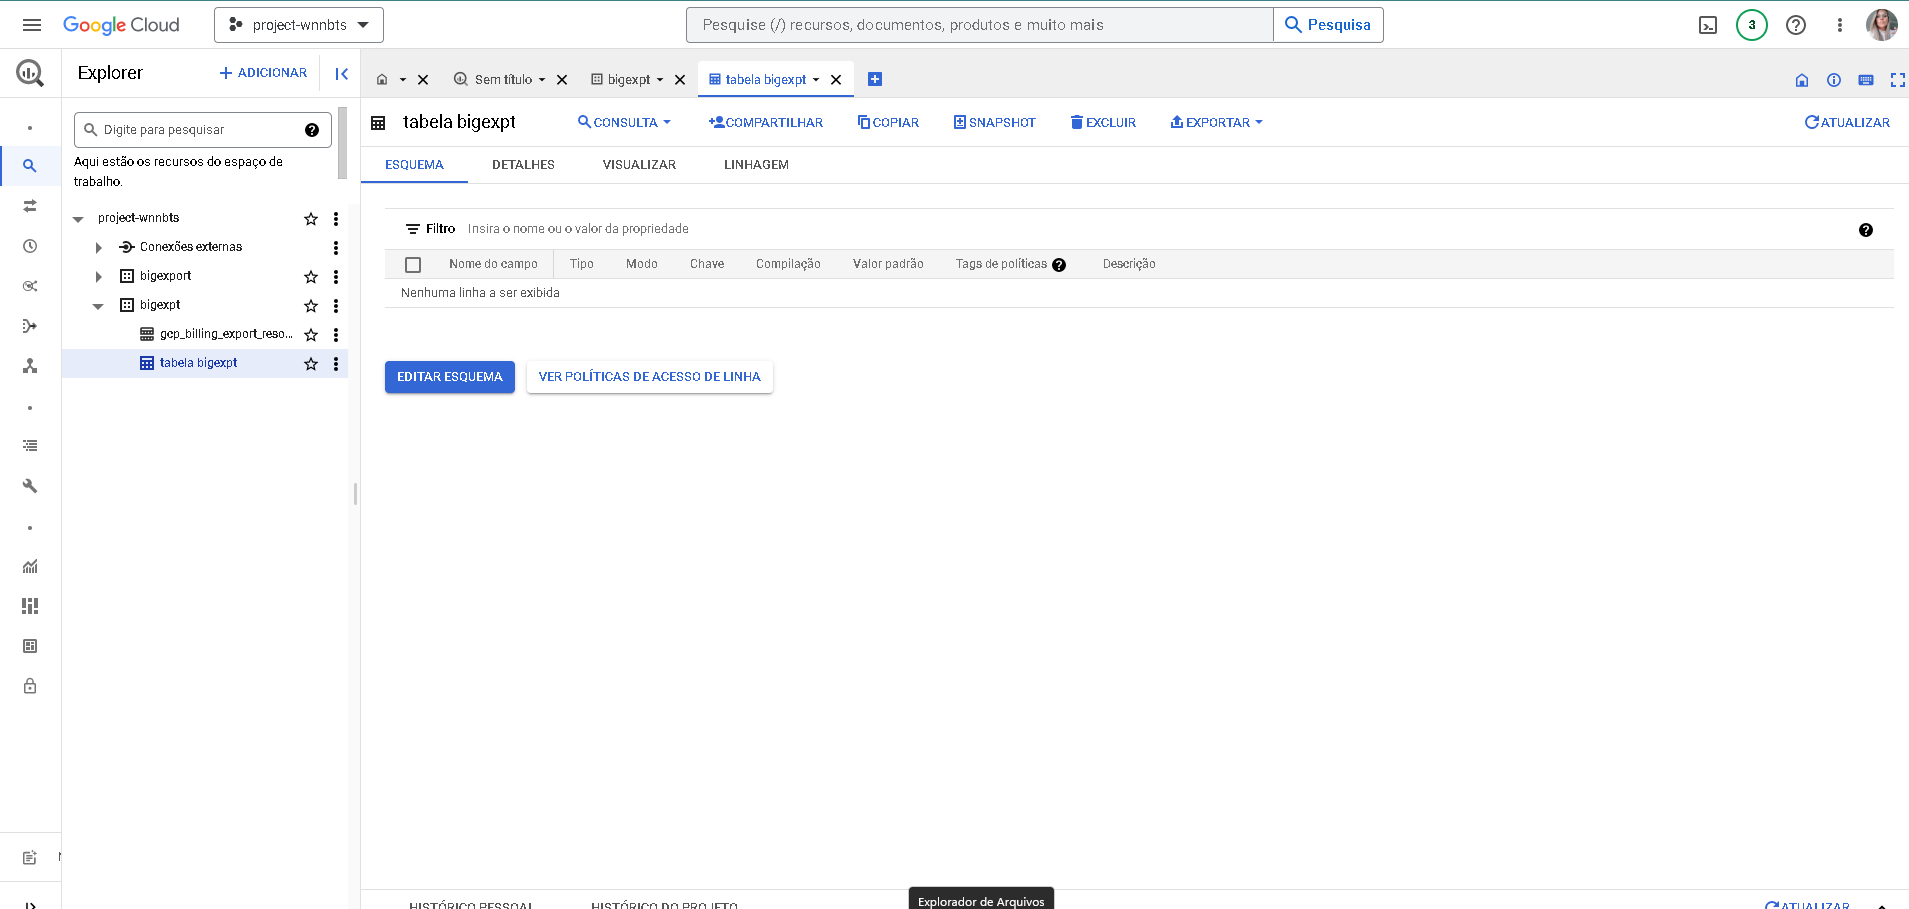 Google Cloud
project-wnnbts
Pesquise (/) recursos, documentos, produtos e muito mais
Pesquisa
3
Explorer
ADICIONAR
Sem título
bigexpt
tabela bigexpt
Digite para pesquisar
Aqui estão os recursos do espaço de
trabalho.
project-wnnbts
Conexões externas
bigexport
bigexpt
gcp_billing_export_reso...
tabela bigexpt
tabela bigexpt
CONSULTA
COMPARTILHAR
COPIAR
SNAPSHOT
EXCLUIR
EXPORTAR
ATUALIZAR
ESQUEMA
DETALHES
VISUALIZAR
LINHAGEM
Filtro
Insira o nome ou o valor da propriedade
Nome do campo
Tipo
Modo
Chave
Compilação
Valor padrão
Tags de políticas
Descrição
Nenhuma linha a ser exibida
EDITAR ESQUEMA
VER POLÍTICAS DE ACESSO DE LINHA
HISTÓRICO PESSOAL
HISTÓRICO DO PROJETO
Explorador de Arquivos
ATUALIZAR